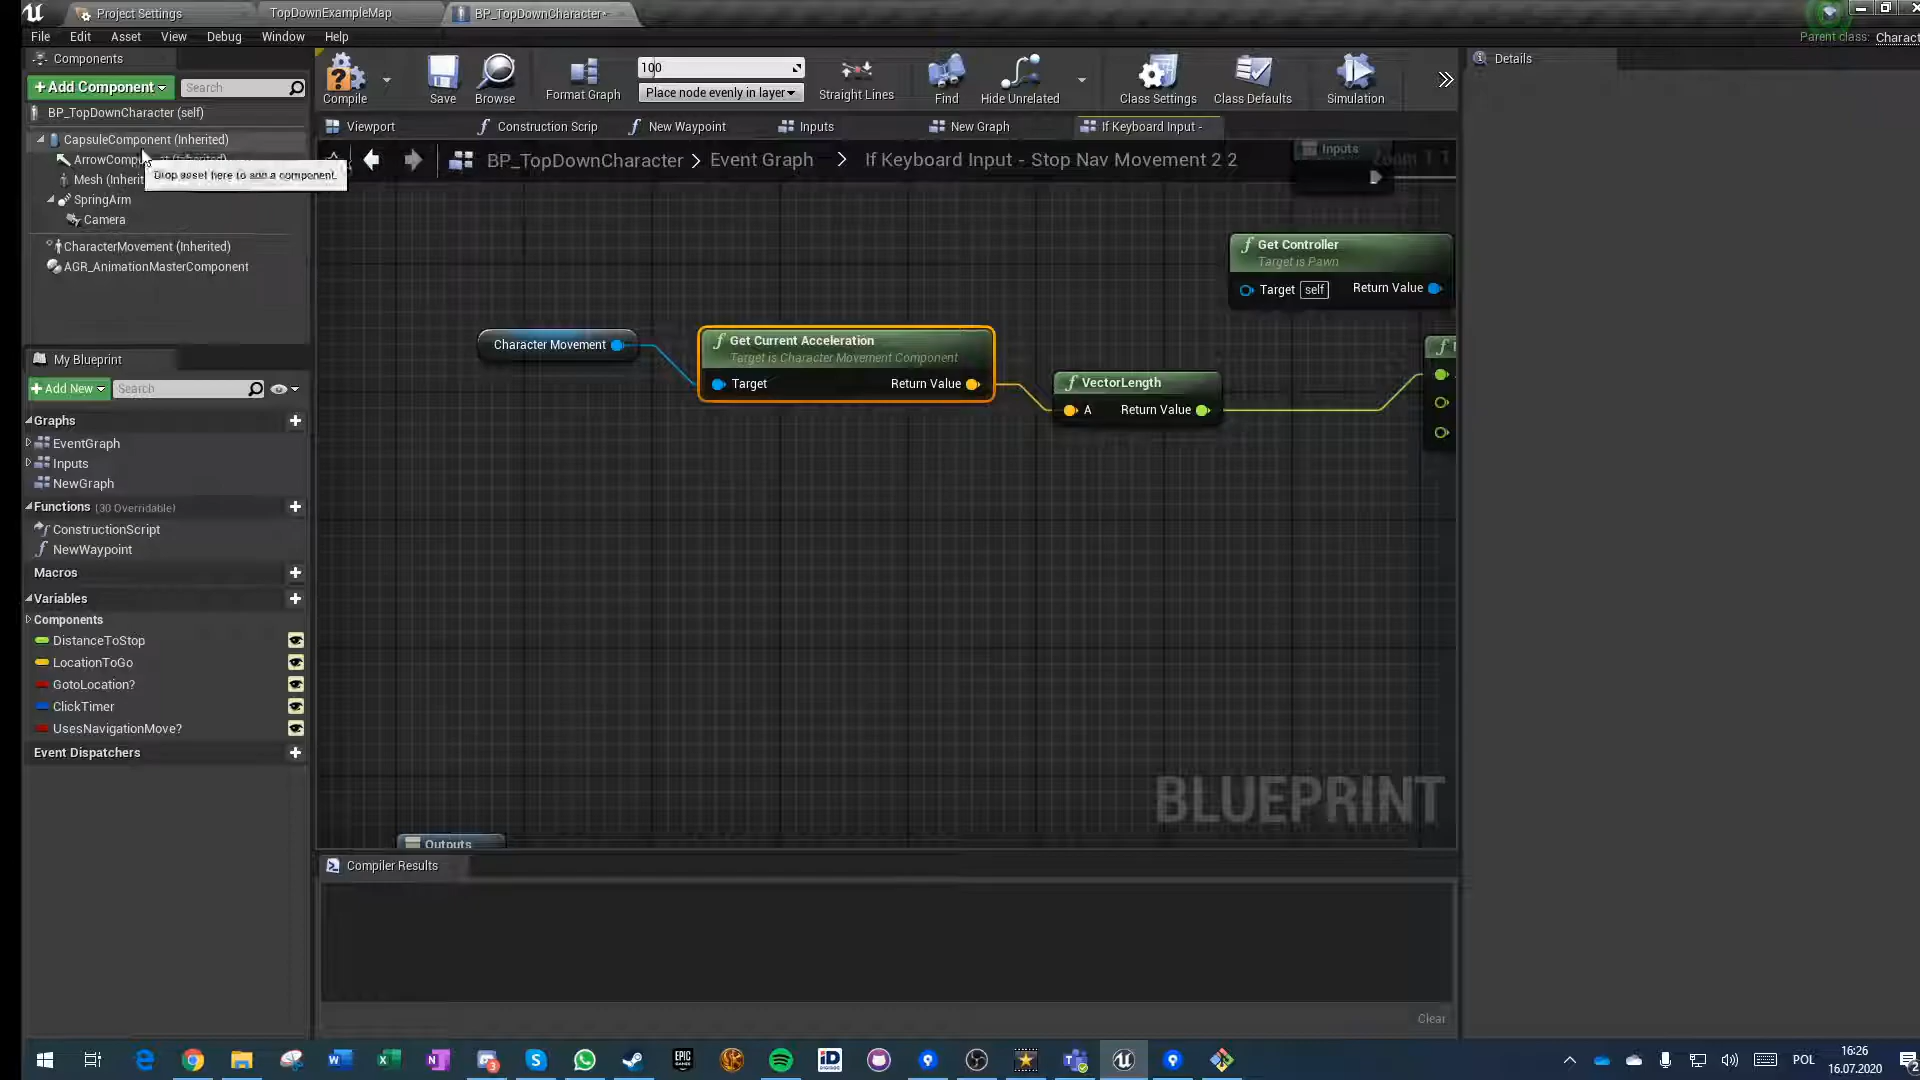 Project Settings
TopDownExampleMap
BP_TopDownCharacter*
File Edit Asset View Debug Window Help
Parent class: Charact
Components
+Add Component
Search
BP_TopDownCharacter (self)
CapsuleComponent (Inherited)
Drop asset here to add a component.
Mesh (Inherit
SpringArm
Camera
CharacterMovement (Inherited)
AGR_AnimationMasterComponent
Compile
Save
Browse
Format Graph
100
Place node evenly in layer
Straight Lines
Find
Hide Unrelated
Class Settings
Class Defaults
Simulation
Details
Viewport
Construction Scrip
New Waypoint
Inputs
New Graph
If Keyboard Input -
BP_TopDownCharacter > Event Graph > If Keyboard Input - Stop Nav Movement 2 2
Inputs
Zoom 1:1
Get Controller
Target is Pawn
Target self Return Value
Character Movement
Get Current Acceleration
Target is Character Movement Component
Target Return Value
VectorLength
A Return Value
BLUEPRINT
Outputs
My Blueprint
+Add New
Search
Graphs
EventGraph
Inputs
NewGraph
Functions (30 Overridable)
ConstructionScript
NewWaypoint
Macros
Variables
Components
DistanceToStop
LocationToGo
GotoLocation?
ClickTimer
UsesNavigationMove?
Event Dispatchers
Compiler Results
Clear
POL
16:26
16.07.2020